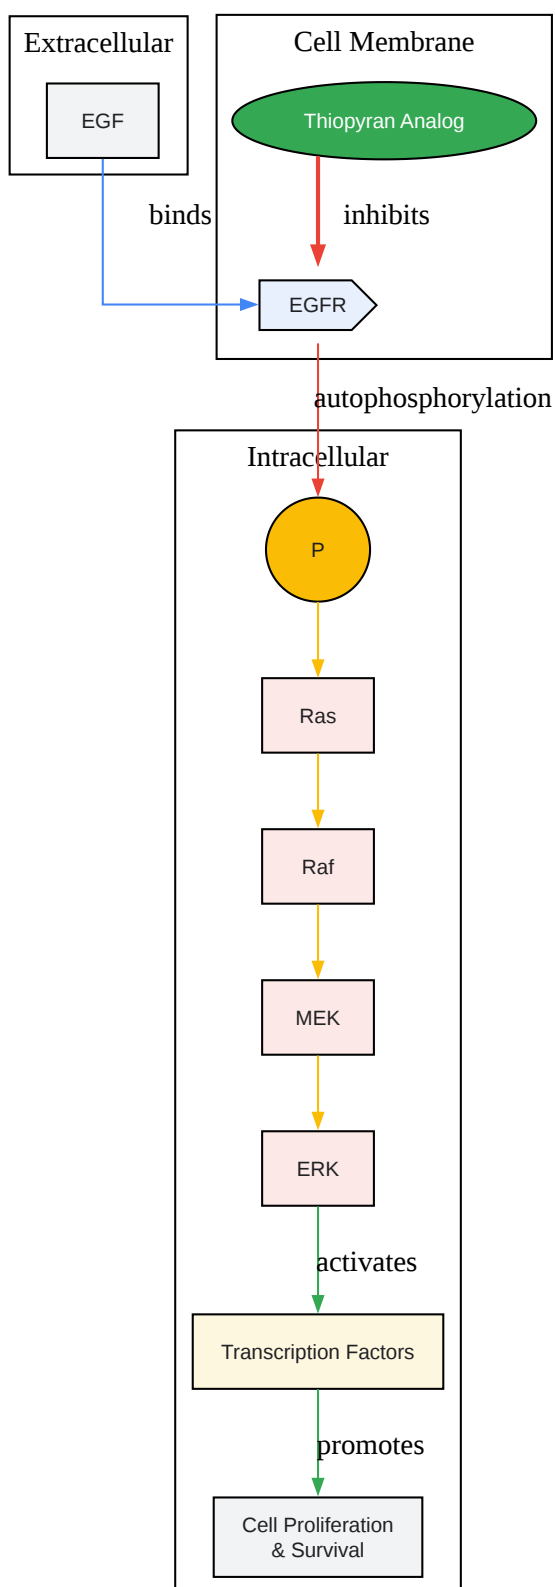 Extracellular
Cell Membrane
EGF
Thiopyran Analog
binds
inhibits
EGFR
autophosphorylation
Intracellular
P
Ras
Raf
MEK
ERK
activates
Transcription Factors
promotes
Cell Proliferation
& Survival